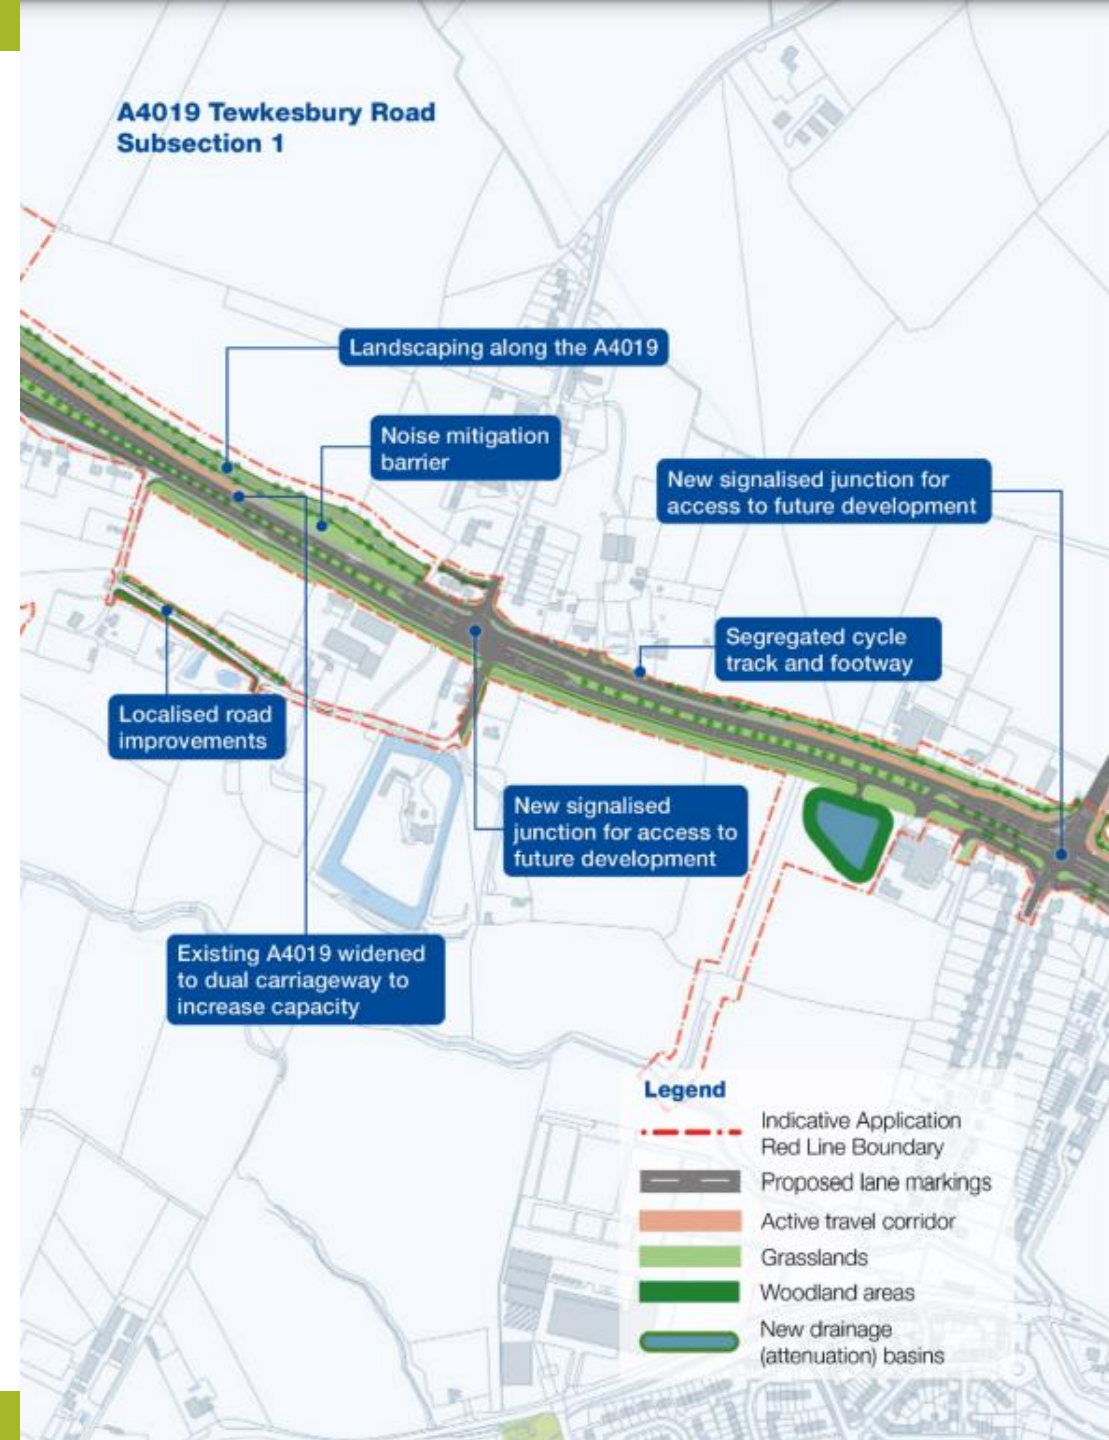 A4019 Tewkesbury Road
Subsection 1
Landscaping along the A4019
Noise mitigation
barrier
New signalised junction for
access to future development
Segregated cycle
track and footway
Localised road
improvements
New signalised
junction for access to
future development
Existing A4019 widened
to dual carriageway to
increase capacity
Legend
Indicative Application
Red Line Boundary
Proposed lane markings
Active travel corridor
Grasslands
Woodland areas
New drainage
(attenuation) basins